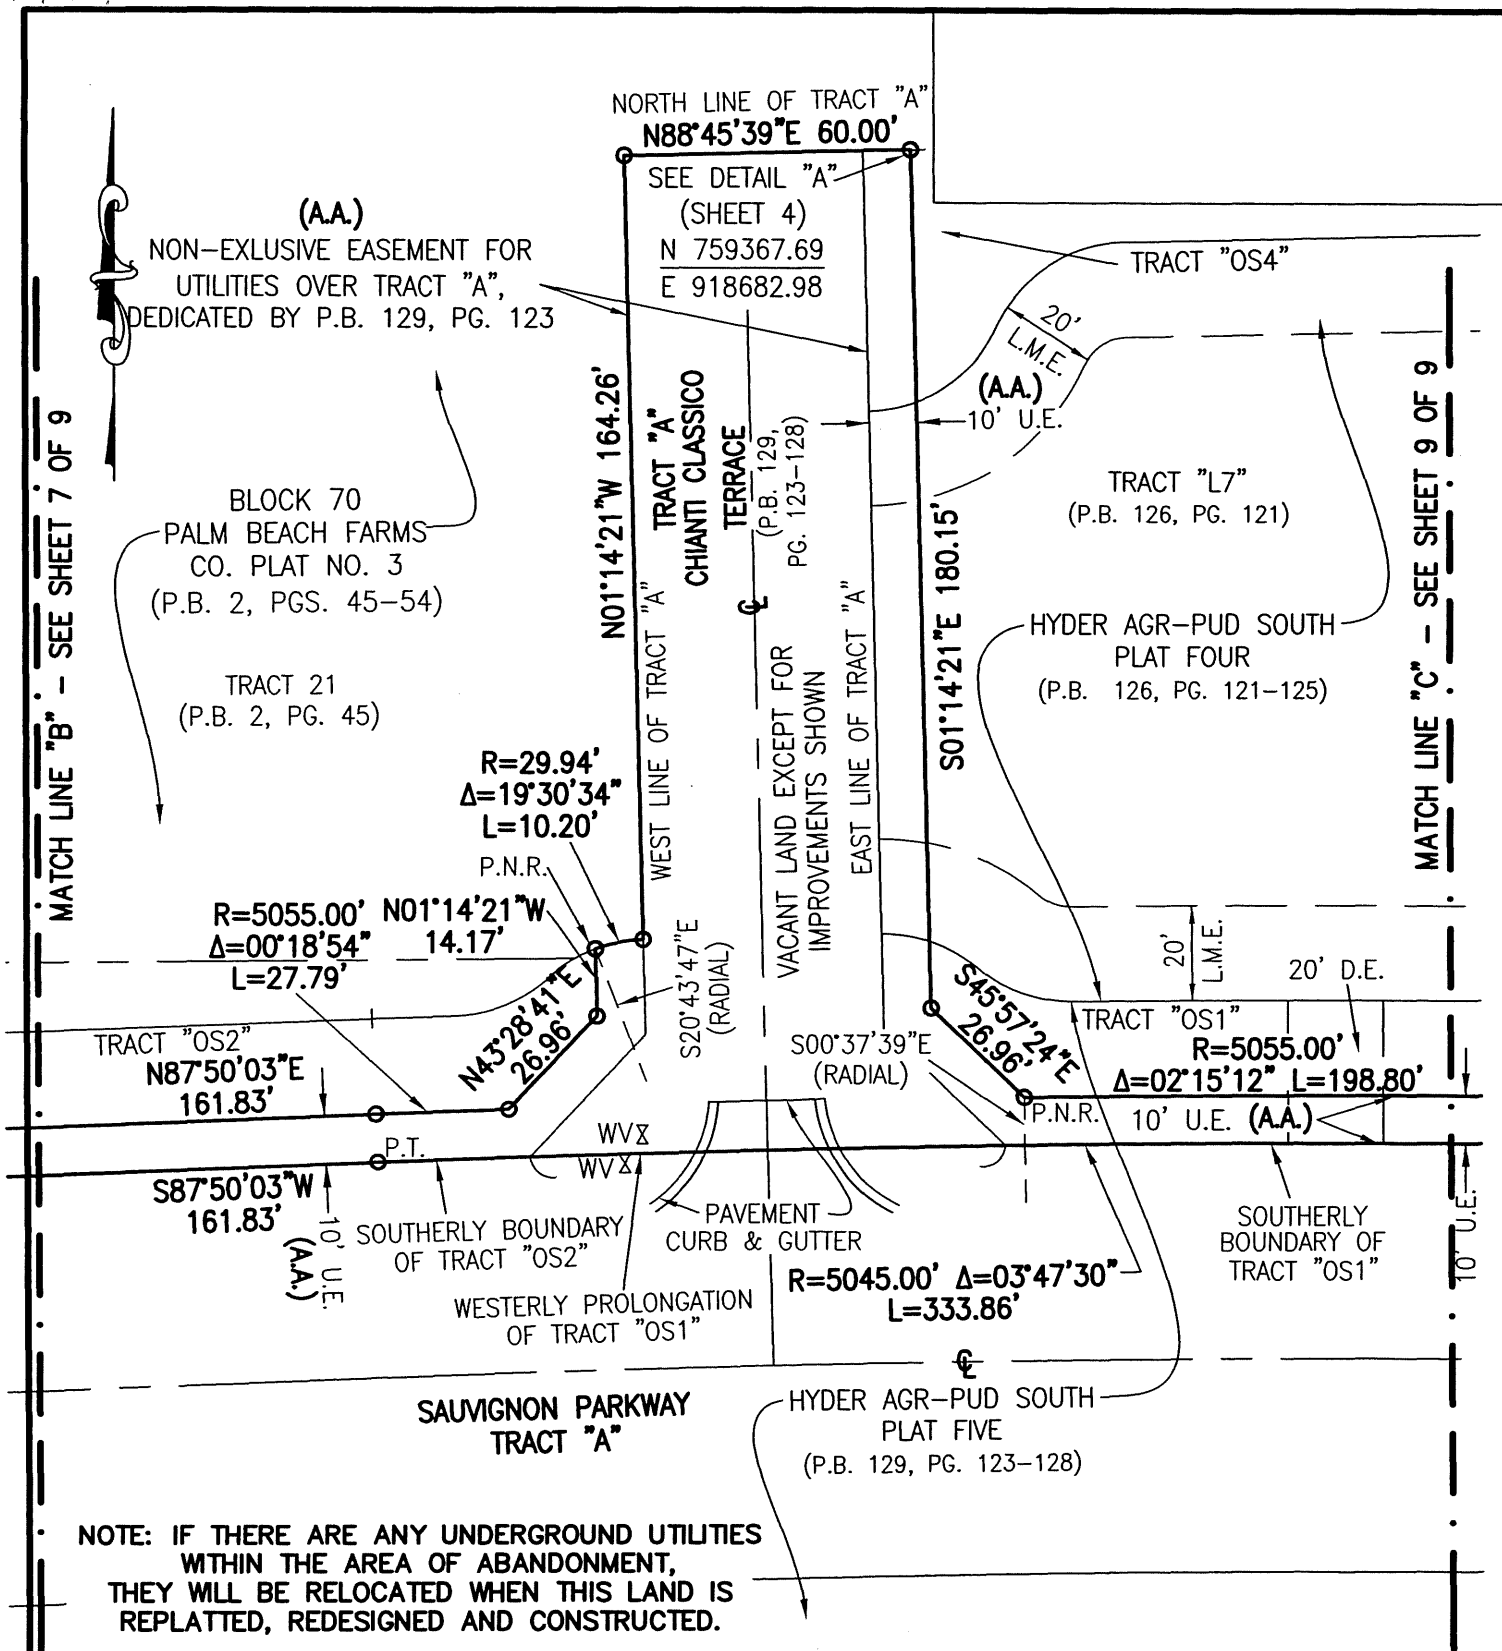 NORTH LINE OF TRACT "A"
N88°45'39"E 60.00'
SEE DETAIL "A"
(SHEET 4)
N 759367.69
E 918682.98
(A.A.)
NON-EXLUSIVE EASEMENT FOR
UTILITIES OVER TRACT "A",
DEDICATED BY P.B. 129, PG. 123
TRACT "OS4"
20'
L.M.E.
(A.A.)
10' U.E.
MATCH LINE "B" - SEE SHEET 7 OF 9
BLOCK 70
PALM BEACH FARMS
CO. PLAT NO. 3
(P.B. 2, PGS. 45-54)
TRACT 21
(P.B. 2, PG. 45)
N01°14'21"W 164.26'
TRACT "A"
CHIANTI CLASSICO
TERRACE
(P.B. 129,
PG. 123-128)
℄
WEST LINE OF TRACT "A"
VACANT LAND EXCEPT FOR
IMPROVEMENTS SHOWN
EAST LINE OF TRACT "A"
S01°14'21"E 180.15'
TRACT "L7"
(P.B. 126, PG. 121)
HYDER AGR-PUD SOUTH
PLAT FOUR
(P.B. 126, PG. 121-125)
MATCH LINE "C" - SEE SHEET 9 OF 9
R=29.94'
Δ=19°30'34"
L=10.20'
P.N.R.
R=5055.00'
Δ=00°18'54"
L=27.79'
N01°14'21"W
14.17'
S20°43'47"E
(RADIAL)
N43°28'41"E
26.96'
S45°57'24"E
26.96'
20'
L.M.E.
20' D.E.
TRACT "OS2"
N87°50'03"E
161.83'
S00°37'39"E
(RADIAL)
TRACT "OS1"
R=5055.00'
Δ=02°15'12" L=198.80'
P.N.R.
10' U.E. (A.A.)
P.T.
WV
WV
S87°50'03"W
161.83'
10' U.E.
(A.A.)
SOUTHERLY BOUNDARY
OF TRACT "OS2"
PAVEMENT
CURB & GUTTER
SOUTHERLY
BOUNDARY OF
TRACT "OS1"
10' U.E.
R=5045.00' Δ=03°47'30"
L=333.86'
WESTERLY PROLONGATION
OF TRACT "OS1"
℄
SAUVIGNON PARKWAY
TRACT "A"
HYDER AGR-PUD SOUTH
PLAT FIVE
(P.B. 129, PG. 123-128)
NOTE: IF THERE ARE ANY UNDERGROUND UTILITIES
WITHIN THE AREA OF ABANDONMENT,
THEY WILL BE RELOCATED WHEN THIS LAND IS
REPLATTED, REDESIGNED AND CONSTRUCTED.